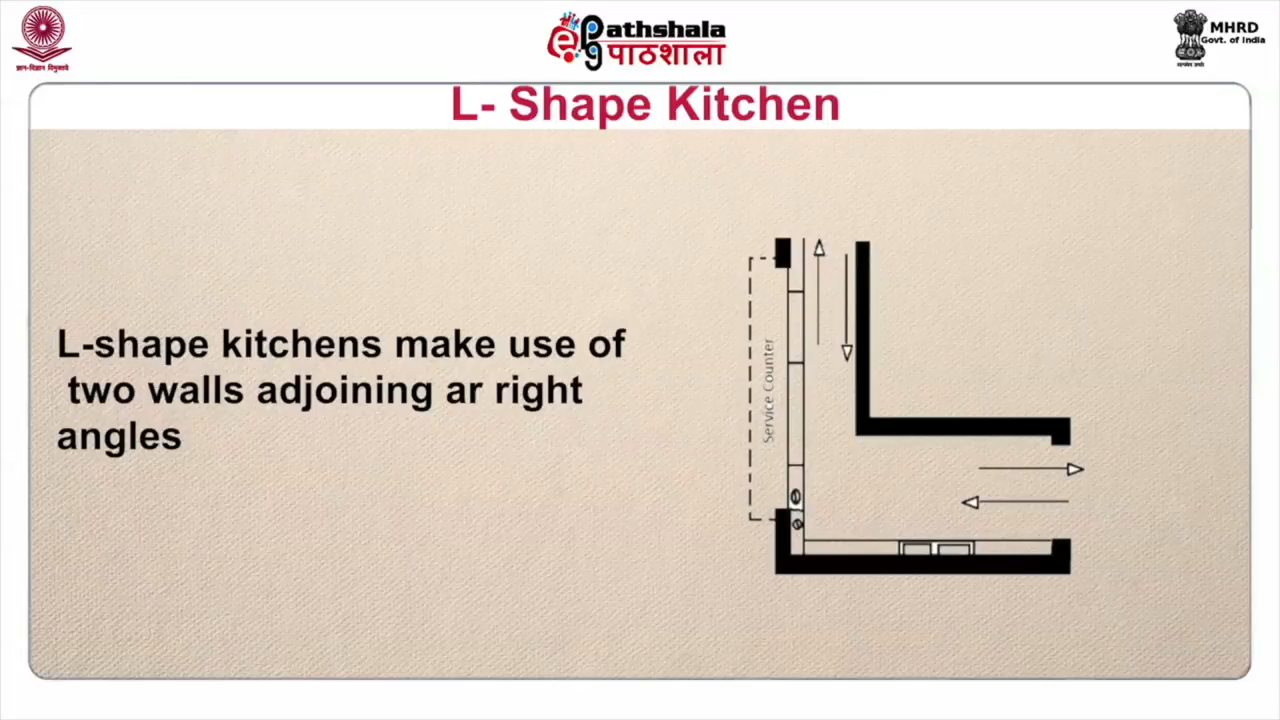 ePathshala
पाठशाला
MHRD
Govt. of India
L- Shape Kitchen
L-shape kitchens make use of
two walls adjoining ar right
angles
Service Counter